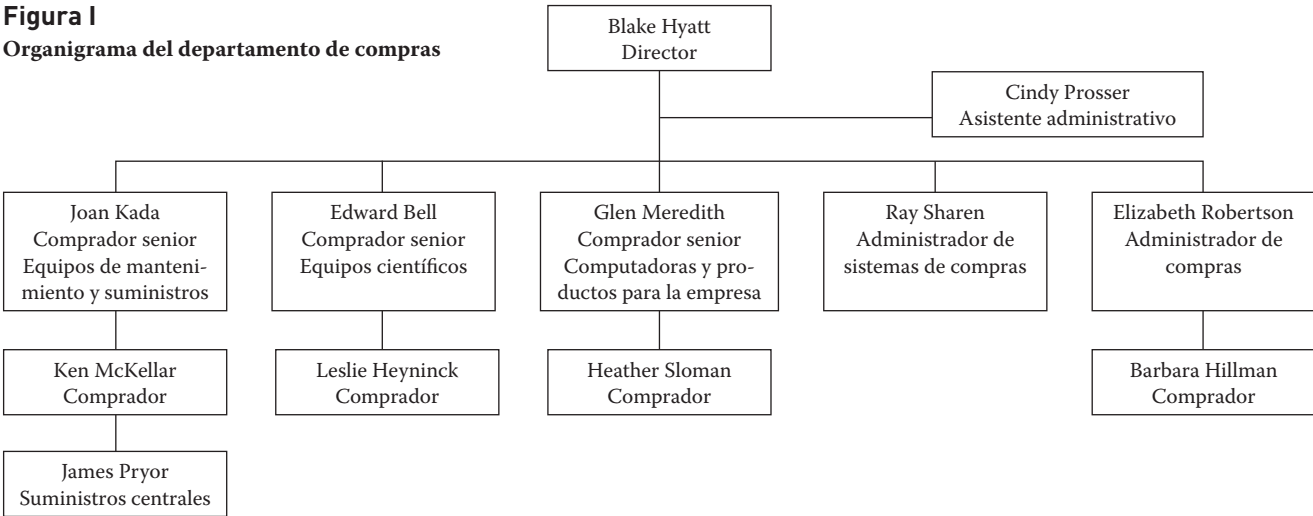 Figura I
Organigrama del departamento de compras
Blake Hyatt
Director
Cindy Prosser
Asistente administrativo
Joan Kada
Comprador senior
Equipos de manteni-
miento y suministros
Edward Bell
Comprador senior
Equipos científicos
Glen Meredith
Comprador senior
Computadoras y pro-
ductos para la empresa
Ray Sharen
Administrador de
sistemas de compras
Elizabeth Robertson
Administrador de
compras
Ken McKellar
Comprador
Leslie Heyninck
Comprador
Heather Sloman
Comprador
Barbara Hillman
Comprador
James Pryor
Suministros centrales